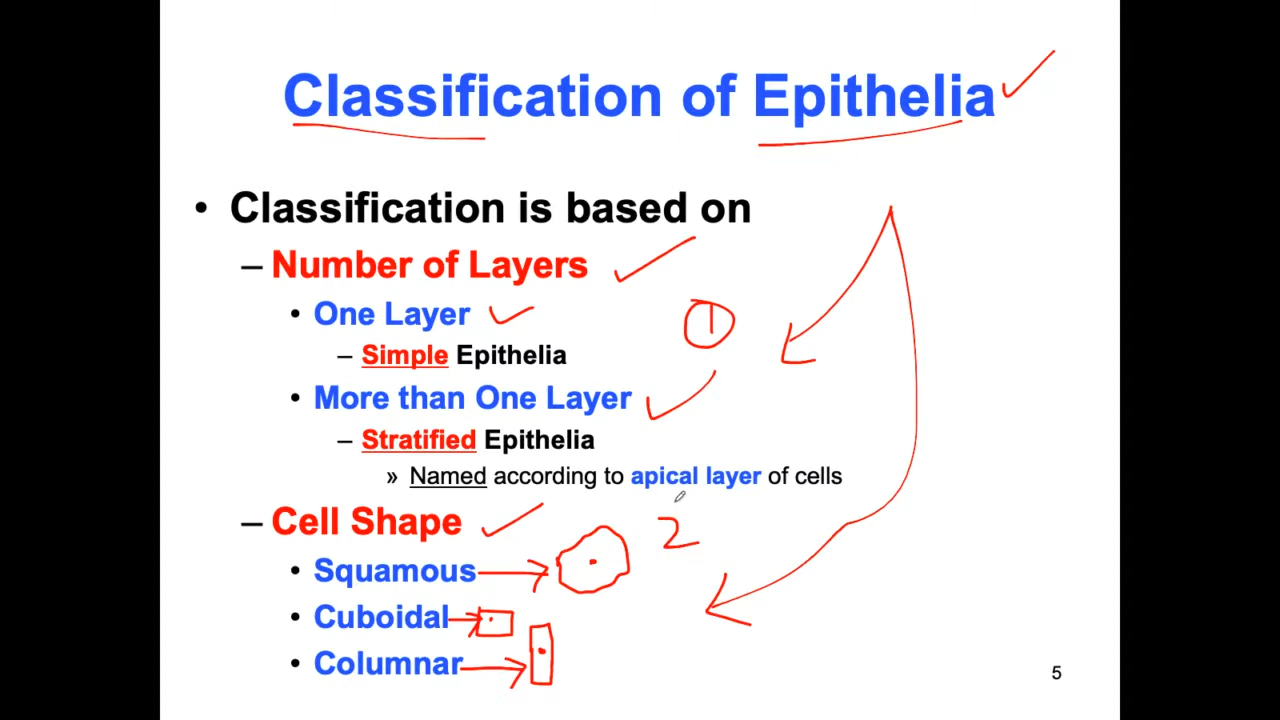 Classification of Epithelia
• Classification is based on
– Number of Layers
• One Layer
1
– Simple Epithelia
• More than One Layer
– Stratified Epithelia
» Named according to apical layer of cells
– Cell Shape
2
• Squamous
• Cuboidal
• Columnar
5